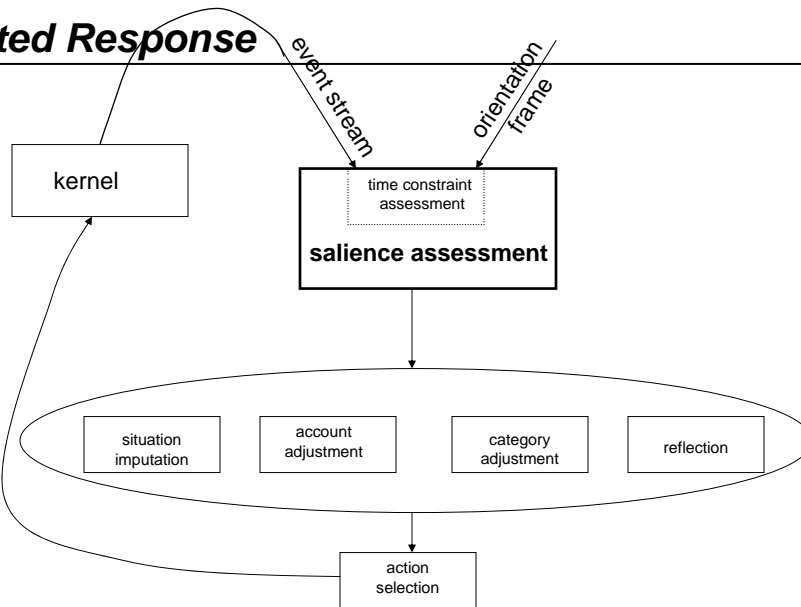 ted Response
event stream
orientation
frame
kernel
time constraint
assessment
salience assessment
situation
imputation
account
adjustment
category
adjustment
reflection
action
selection